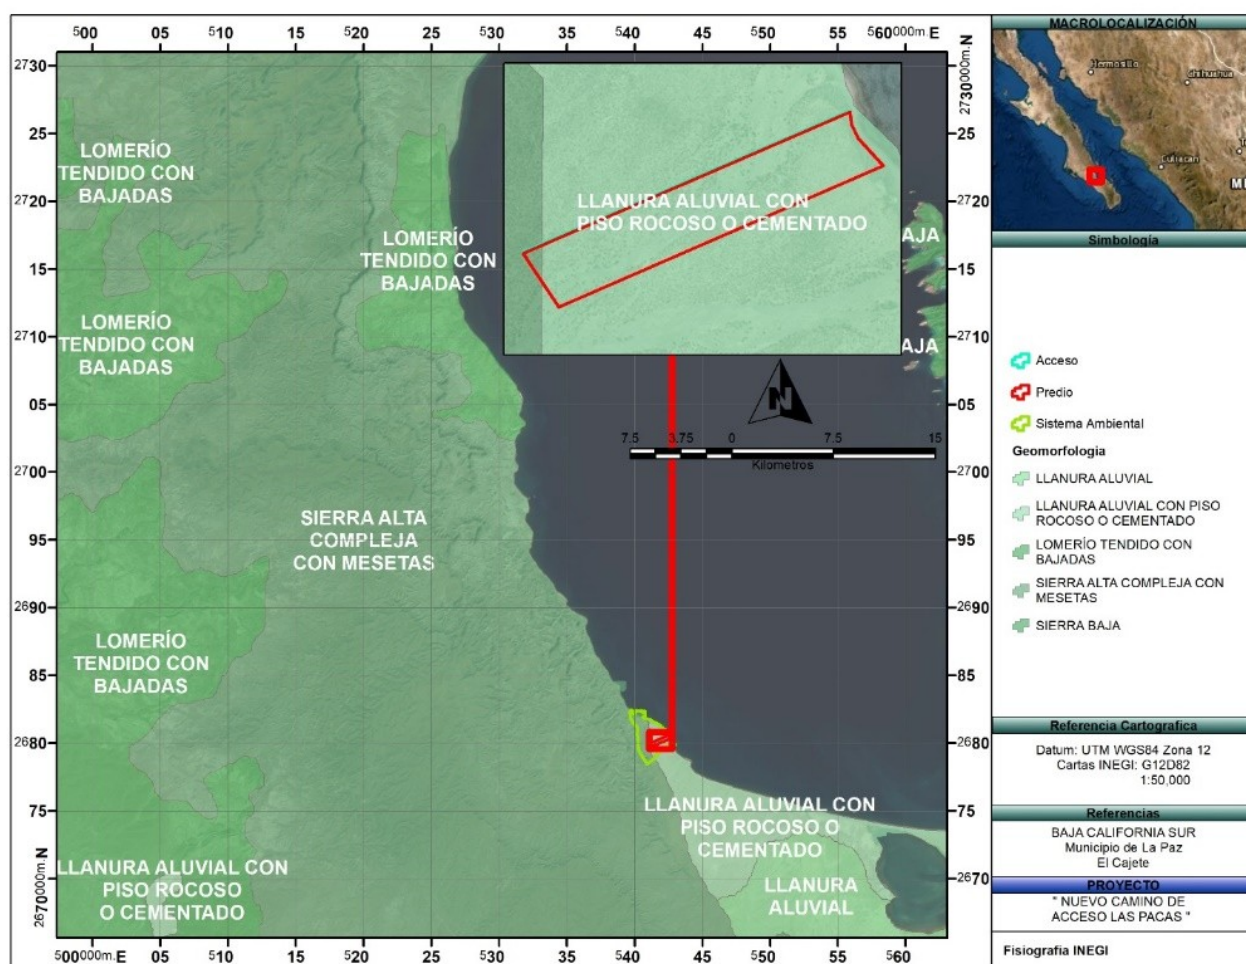 500 05 510 15 520 25 530 35 540 45 550 55 560000m. E
2730
25
2720
15
2710
05
2700
95
2690
85
2680
75
2670000m. N
2730000m. N
25
2720
15
2710
05
2700
95
2690
85
2680
75
2670
500000m. E 05 510 15 520 25 530 35 540 45 550 55 560
LOMERÍO
TENDIDO CON
BAJADAS
LOMERÍO
TENDIDO CON
BAJADAS
LOMERÍO
TENDIDO CON
BAJADAS
LLANURA ALUVIAL CON
PISO ROCOSO O CEMENTADO
AJA
AJA
N
7.5 3.75 0 7.5 15
Kilometros
SIERRA ALTA
COMPLEJA
CON MESETAS
LOMERÍO
TENDIDO CON
BAJADAS
LLANURA ALUVIAL CON
PISO ROCOSO O
CEMENTADO
LLANURA
ALUVIAL
LLANURA ALUVIAL CON
PISO ROCOSO
O CEMENTADO
MACROLOCALIZACIÓN
Hermosillo
Chihuahua
Culiacan
Simbología
Acceso
Predio
Sistema Ambiental
Geomorfologia
LLANURA ALUVIAL
LLANURA ALUVIAL CON PISO
ROCOSO O CEMENTADO
LOMERÍO TENDIDO CON
BAJADAS
SIERRA ALTA COMPLEJA CON
MESETAS
SIERRA BAJA
Referencia Cartografica
Datum: UTM WGS84 Zona 12
Cartas INEGI: G12D82
1:50,000
Referencias
BAJA CALIFORNIA SUR
Municipio de La Paz
El Cajete
PROYECTO
" NUEVO CAMINO DE
ACCESO LAS PACAS "
Fisiografia INEGI